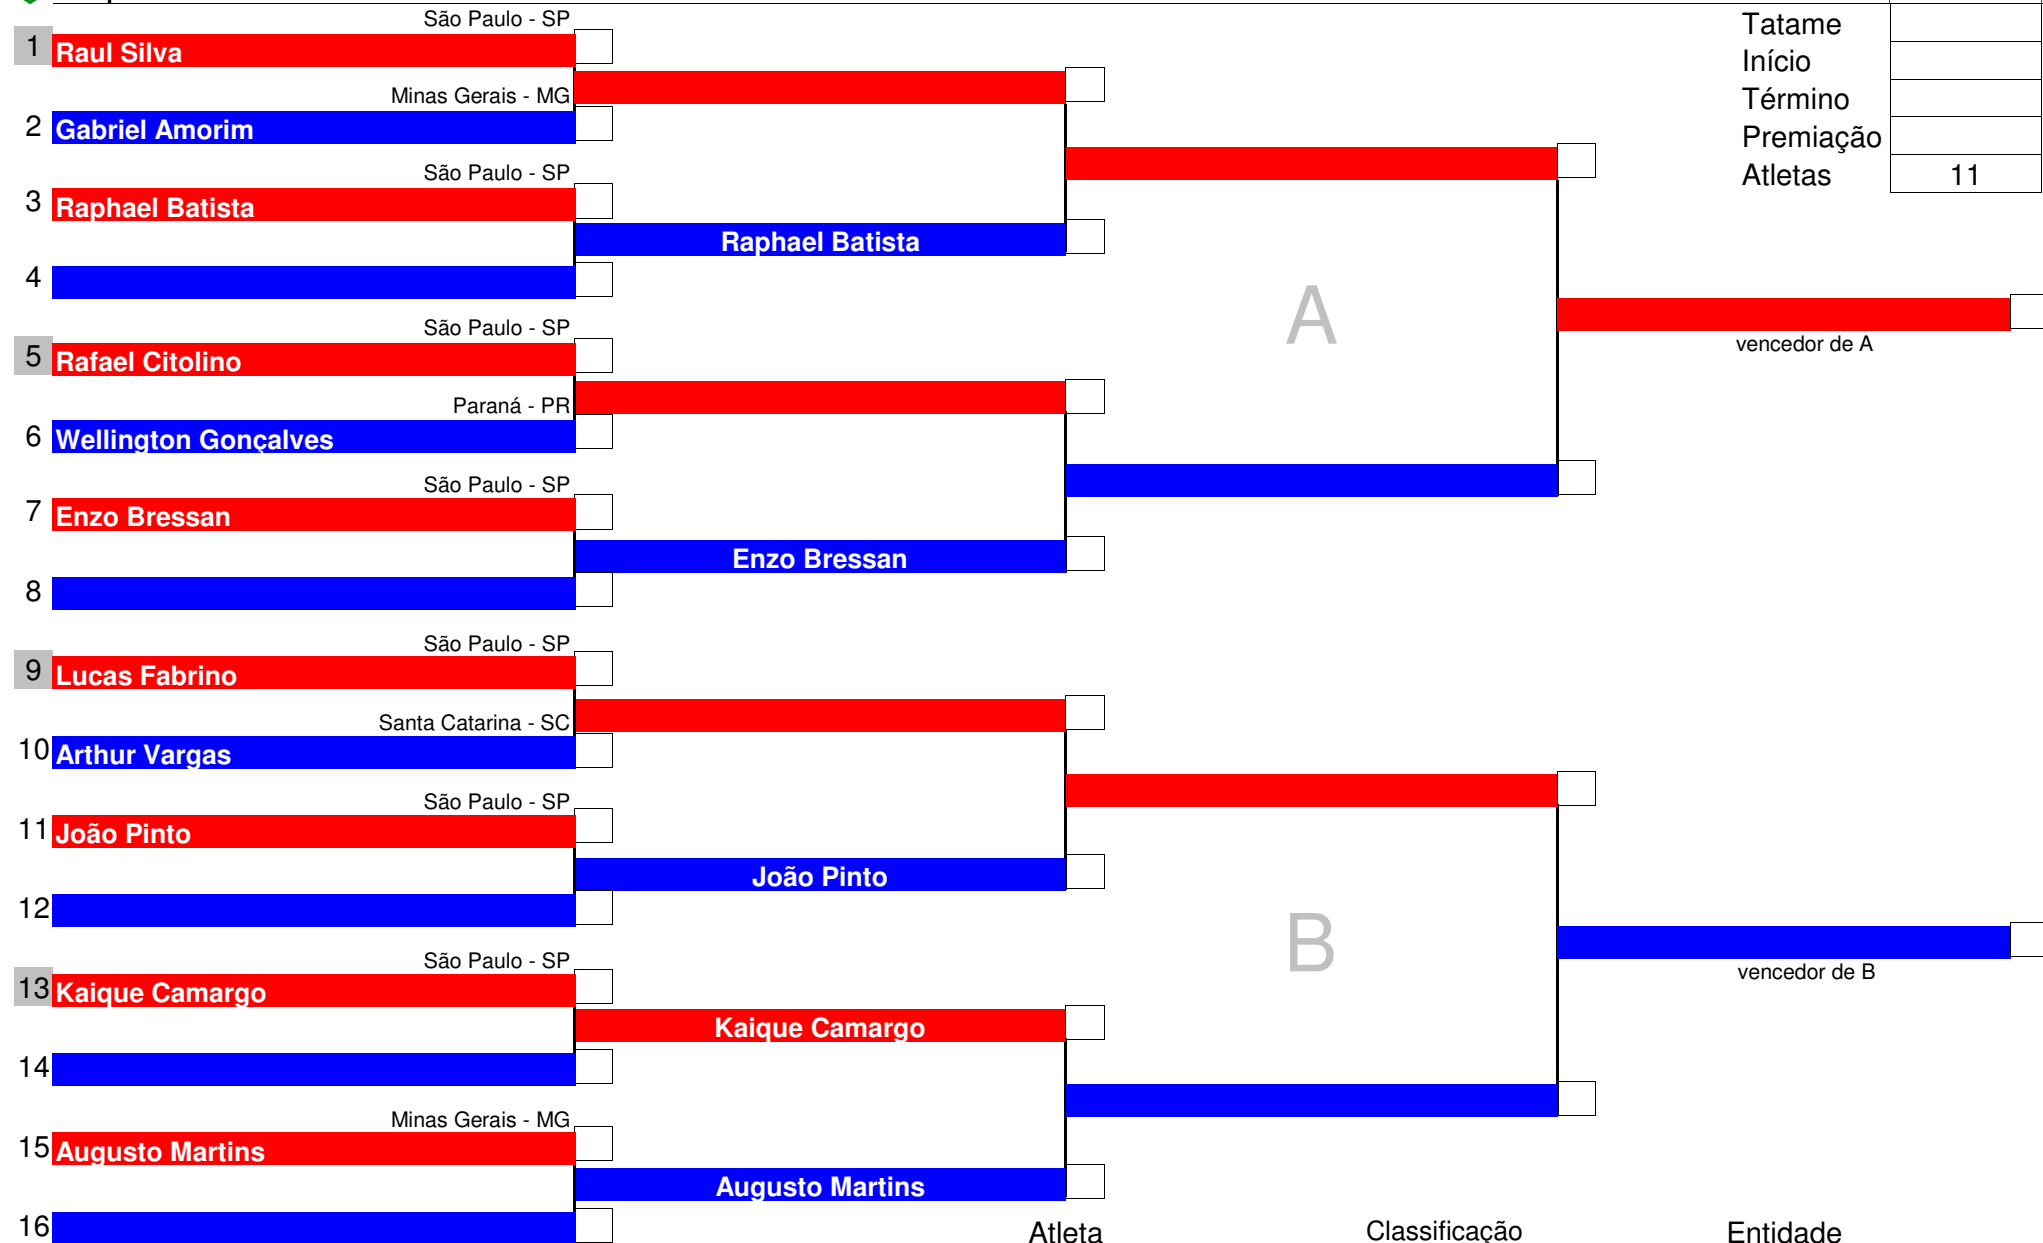 São Paulo - SP
Tatame
1 Raul Silva
Início
Minas Gerais - MG
Término
2 Gabriel Amorim
Premiação
São Paulo - SP
Atletas 11
3 Raphael Batista
Raphael Batista
4
A
São Paulo - SP
vencedor de A
5 Rafael Citolino
Paraná - PR
6 Wellington Gonçalves
São Paulo - SP
7 Enzo Bressan
Enzo Bressan
8
São Paulo - SP
9 Lucas Fabrino
Santa Catarina - SC
10 Arthur Vargas
São Paulo - SP
11 João Pinto
João Pinto
12
B
São Paulo - SP
vencedor de B
13 Kaique Camargo
Kaique Camargo
14
Minas Gerais - MG
15 Augusto Martins
Augusto Martins
16
Atleta Classificação Entidade